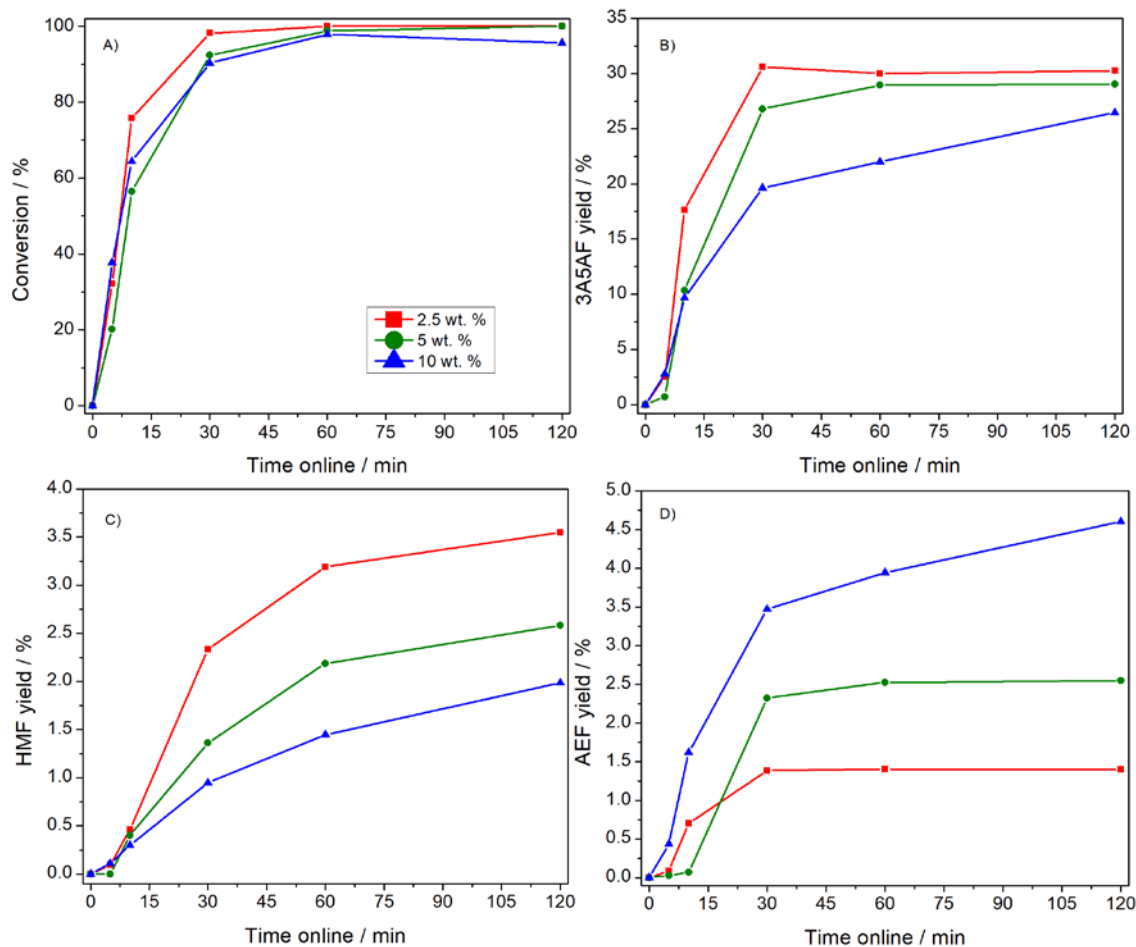 A)
Conversion / %
100
80
60
40
20
0
2.5 wt. %
5 wt. %
10 wt. %
0 15 30 45 60 75 90 105 120
Time online / min
B)
3A5AF yield / %
35
30
25
20
15
10
5
0
0 15 30 45 60 75 90 105 120
Time online / min
C)
HMF yield / %
4.0
3.5
3.0
2.5
2.0
1.5
1.0
0.5
0.0
0 15 30 45 60 75 90 105 120
Time online / min
D)
AEF yield / %
5.0
4.5
4.0
3.5
3.0
2.5
2.0
1.5
1.0
0.5
0.0
0 15 30 45 60 75 90 105 120
Time online / min